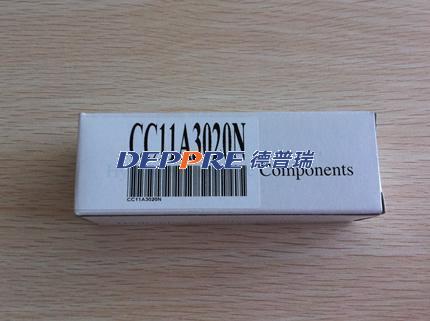 CC11A3020N
DEPPRE 德普瑞
Components
CC11A3020N